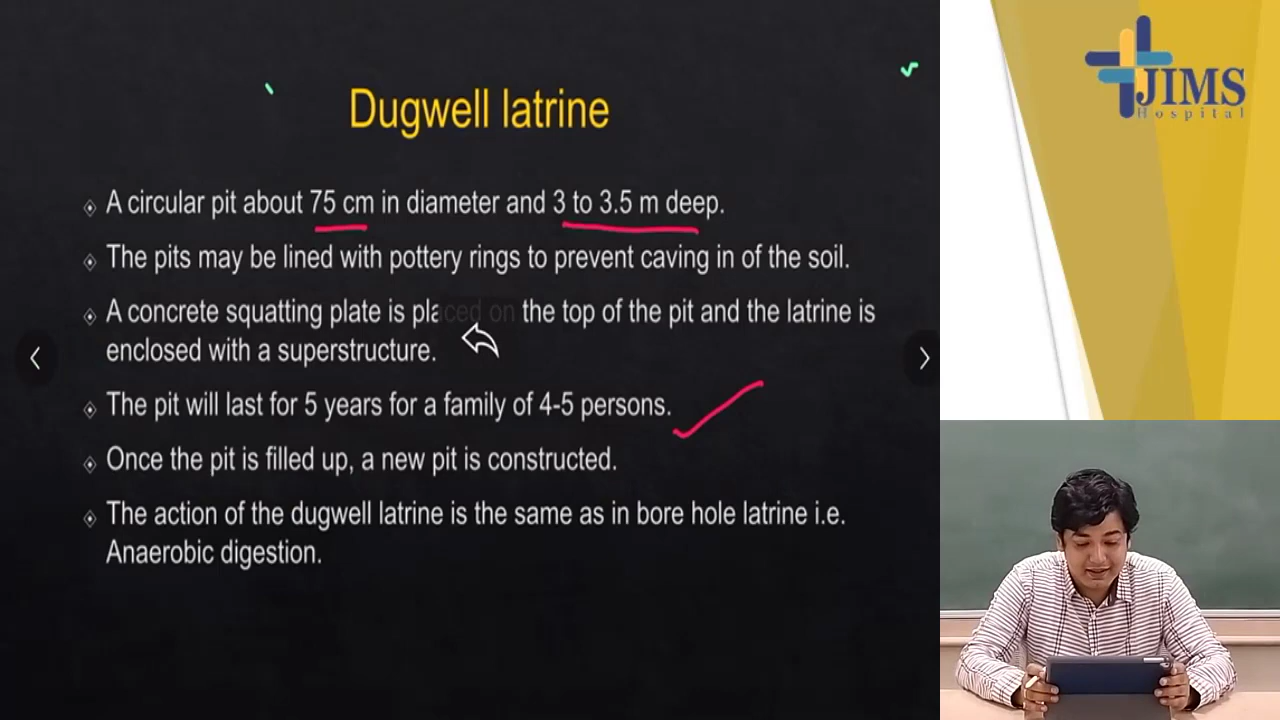 Dugwell latrine
A circular pit about 75 cm in diameter and 3 to 3.5 m deep.
The pits may be lined with pottery rings to prevent caving in of the soil.
A concrete squatting plate is placed on the top of the pit and the latrine is
enclosed with a superstructure.
The pit will last for 5 years for a family of 4-5 persons.
Once the pit is filled up, a new pit is constructed.
The action of the dugwell latrine is the same as in bore hole latrine i.e.
Anaerobic digestion.
JIMS
Hospital